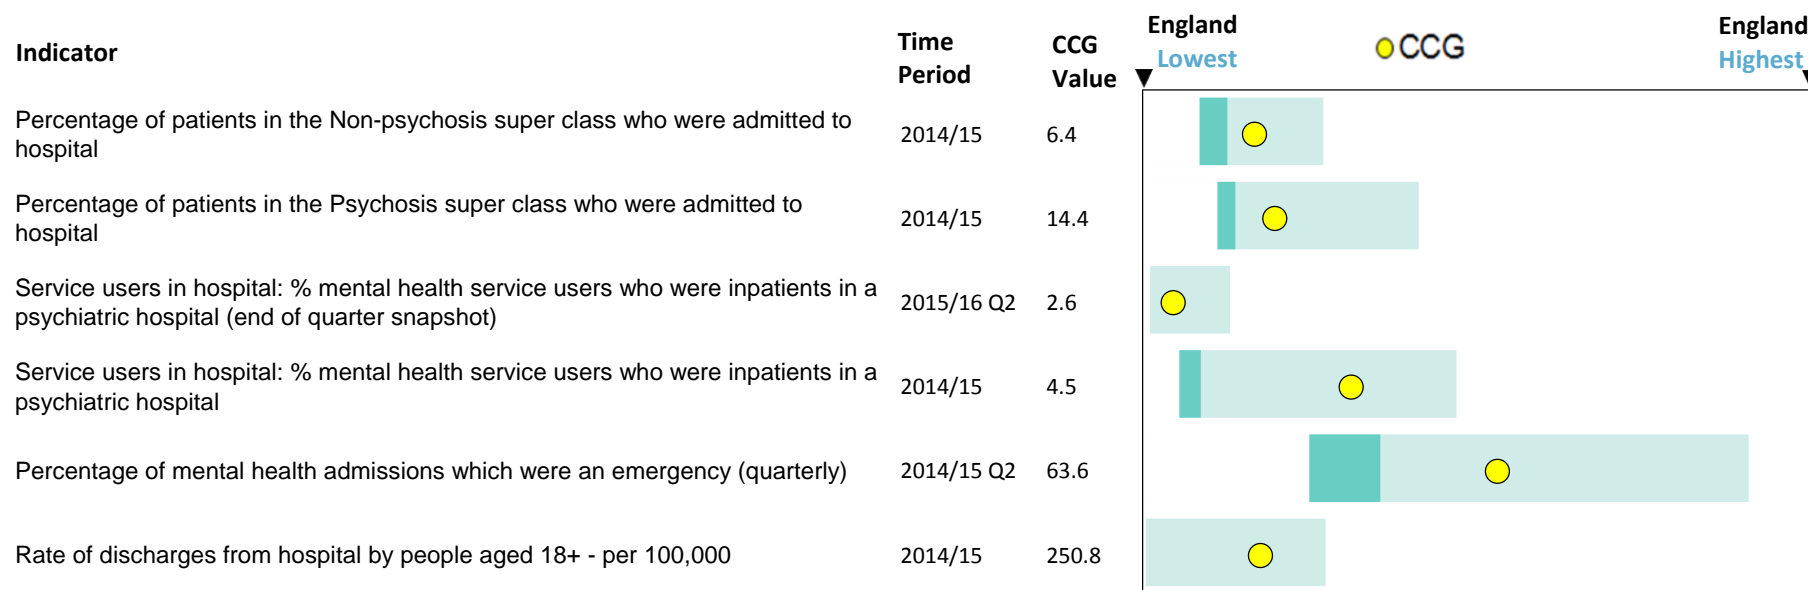 Indicator
Time
Period
CCG
Value
England
Lowest
CCG
England
Highest
Percentage of patients in the Non-psychosis super class who were admitted to
hospital
2014/15
6.4
Percentage of patients in the Psychosis super class who were admitted to
hospital
2014/15
14.4
Service users in hospital: % mental health service users who were inpatients in a
psychiatric hospital (end of quarter snapshot)
2015/16 Q2
2.6
Service users in hospital: % mental health service users who were inpatients in a
psychiatric hospital
2014/15
4.5
Percentage of mental health admissions which were an emergency (quarterly)
2014/15 Q2
63.6
Rate of discharges from hospital by people aged 18+ - per 100,000
2014/15
250.8